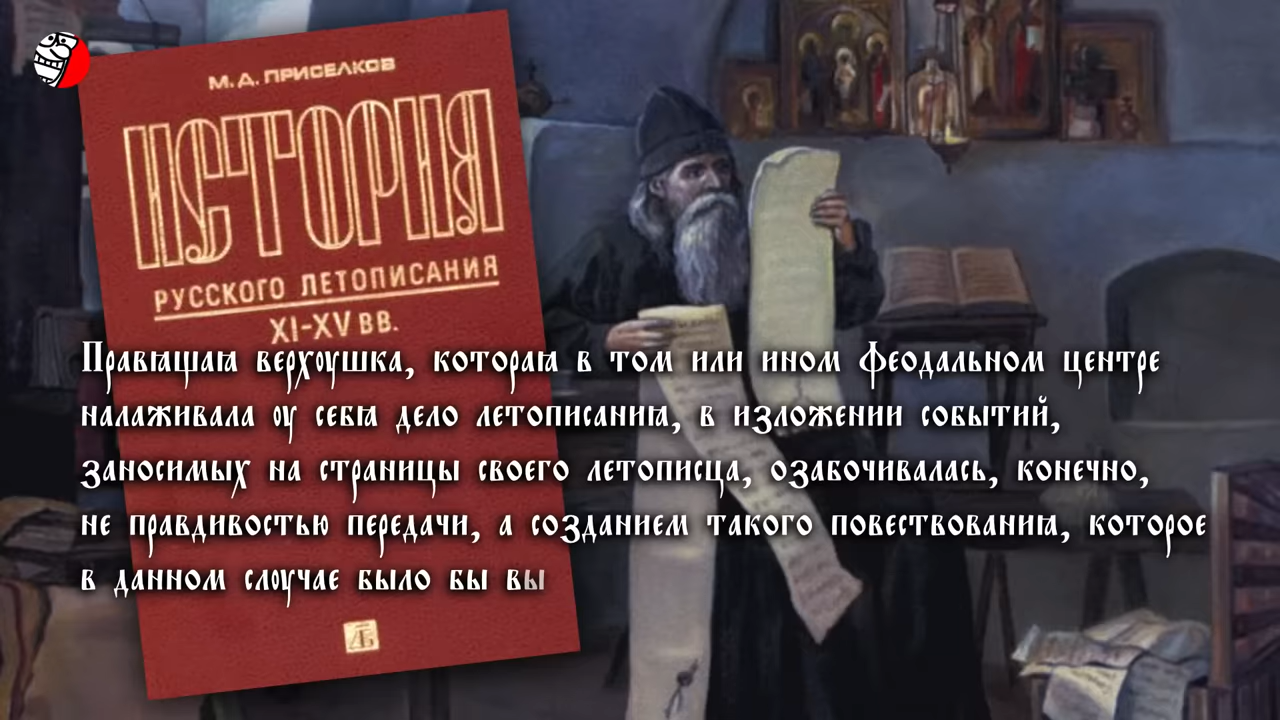 М. Д. ПРИСЕЛКОВ
ИСТОРИЯ
РУССКОГО ЛЕТОПИСАНИЯ
XI-XV ВВ.
Правящая верхушка, которая в том или ином феодальном центре
налаживала у себя дело летописания, в изложении событий,
заносимых на страницы своего летописца, озабочивалась, конечно,
не правдивостью передачи, а созданием такого повествования, которое
в данном случае было бы вы